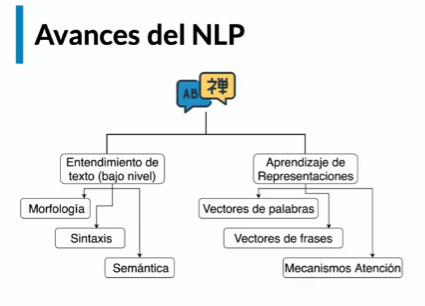 Avances del NLP
AB 禅
Entendimiento de
texto (bajo nivel)
Aprendizaje de
Representaciones
Morfología
Vectores de palabras
Sintaxis
Vectores de frases
Semántica
Mecanismos Atención